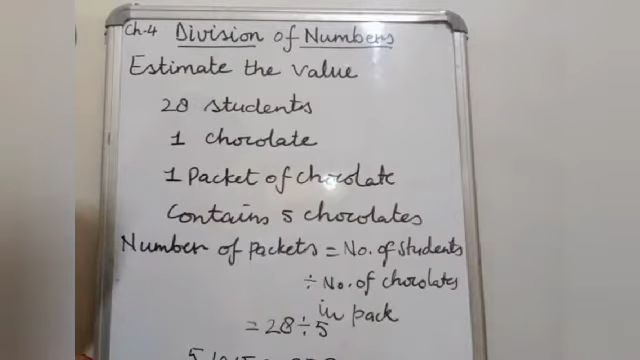 Ch-4 Division of Numbers
Estimate the value
28 students
1 chocolate
1 Packet of chocolate
Contains 5 chocolates
Number of packets = No. of students
÷ No. of chocolates
in pack
= 28 ÷ 5